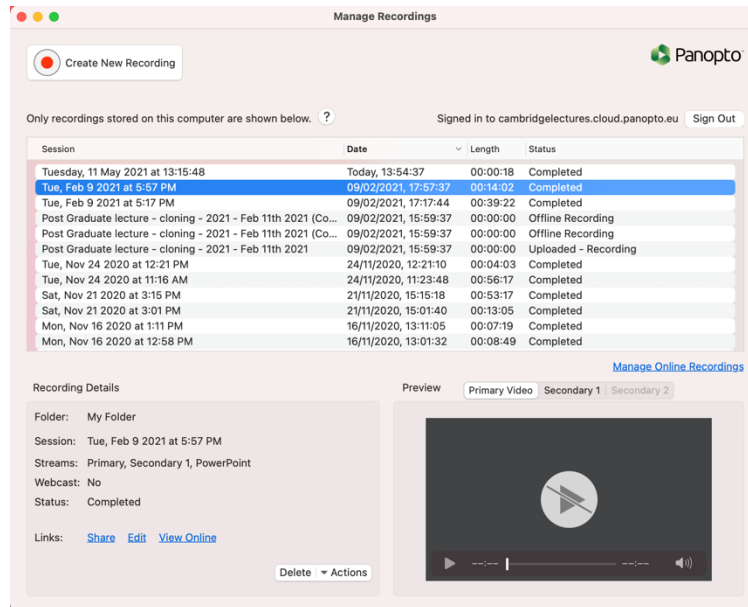 Manage Recordings
Create New Recording
Panopto
Only recordings stored on this computer are shown below. ?
Signed in to cambridgelectures.cloud.panopto.eu Sign Out
Session Date Length Status
Tuesday, 11 May 2021 at 13:15:48 Today, 13:54:37 00:00:18 Completed
Tue, Feb 9 2021 at 5:57 PM 09/02/2021, 17:57:37 00:14:02 Completed
Tue, Feb 9 2021 at 5:17 PM 09/02/2021, 17:17:44 00:39:22 Completed
Post Graduate lecture - cloning - 2021 - Feb 11th 2021 (Co... 09/02/2021, 15:59:37 00:00:00 Offline Recording
Post Graduate lecture - cloning - 2021 - Feb 11th 2021 (Co... 09/02/2021, 15:59:37 00:00:00 Offline Recording
Post Graduate lecture - cloning - 2021 - Feb 11th 2021 09/02/2021, 15:59:37 00:00:00 Uploaded - Recording
Tue, Nov 24 2020 at 12:21 PM 24/11/2020, 12:21:10 00:04:03 Completed
Tue, Nov 24 2020 at 11:16 AM 24/11/2020, 11:23:48 00:56:17 Completed
Sat, Nov 21 2020 at 3:15 PM 21/11/2020, 15:15:18 00:53:17 Completed
Sat, Nov 21 2020 at 3:01 PM 21/11/2020, 15:01:40 00:13:05 Completed
Mon, Nov 16 2020 at 1:11 PM 16/11/2020, 13:11:05 00:07:19 Completed
Mon, Nov 16 2020 at 12:58 PM 16/11/2020, 13:01:32 00:08:49 Completed
Manage Online Recordings
Recording Details
Folder: My Folder
Session: Tue, Feb 9 2021 at 5:57 PM
Streams: Primary, Secondary 1, PowerPoint
Webcast: No
Status: Completed
Links: Share Edit View Online
Delete Actions
Preview Primary Video Secondary 1 Secondary 2
--:-- --:--